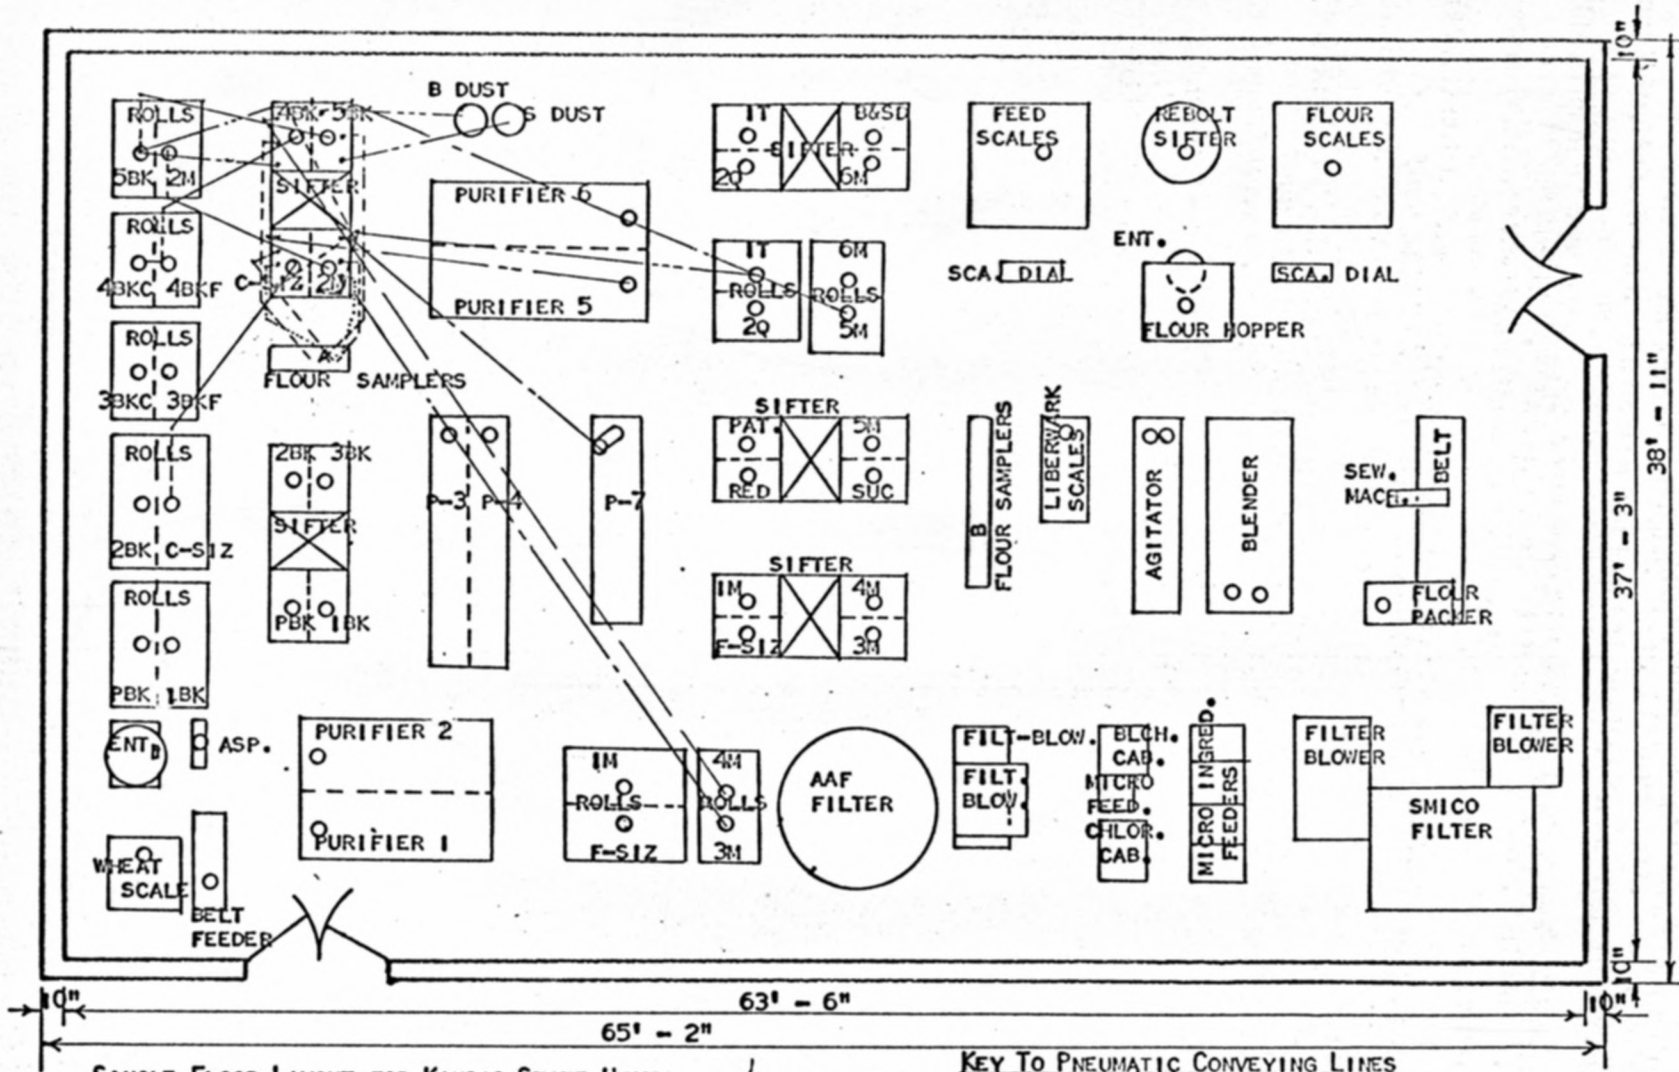 B DUST
S DUST
ROLLS
5BK 2M
4BK 5BK
SIFTER
C-SIZ 2M
ROLLS
4BKC 4BKF
ROLLS
3BKC 3BKF
A
FLOUR SAMPLERS
PURIFIER 6
PURIFIER 5
1T B&SD
SIFTER
2Q 6M
1T
ROLLS
2Q
6M
ROLLS
5M
FEED
SCALES
REBOLT
SIFTER
FLOUR
SCALES
ENT.
SCA. DIAL
SCA. DIAL
FLOUR HOPPER
ROLLS
2BK C-SIZ
2BK 3BK
SIFTER
PBK 1BK
P-3 P-4
P-7
SIFTER
PAT. 5M
RED SUC
SIFTER
1M 4M
F-SIZ 3M
B
FLOUR SAMPLERS
LIBERWARK
SCALES
AGITATOR
BLENDER
SEW.
MACH.
BELT
FLOUR
PACKER
ROLLS
PBK 1BK
ENT.
ASP.
PURIFIER 2
PURIFIER 1
1M
ROLLS
F-SIZ
4M
ROLLS
3M
AAF
FILTER
FILT-BLOW.
FILT.
BLOW.
BLCH.
CAB.
MICRO
FEED.
CHLOR.
CAB.
MICRO INGRED.
FEEDERS
FILTER
BLOWER
FILTER
BLOWER
SMICO
FILTER
WHEAT
SCALE
BELT
FEEDER
10"
38' - 11"
37' - 3"
10"
10"
63' - 6"
10"
65' - 2"
KEY TO PNEUMATIC CONVEYING LINES